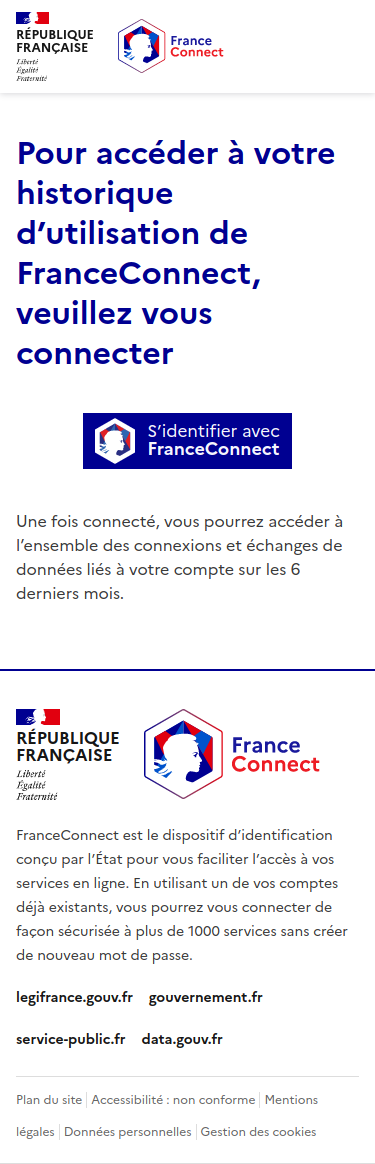 RÉPUBLIQUE
FRANÇAISE
Liberté
Égalité
Fraternité
France
Connect
Pour accéder à votre
historique
d’utilisation de
FranceConnect,
veuillez vous
connecter
S’identifier avec
FranceConnect
Une fois connecté, vous pourrez accéder à
l’ensemble des connexions et échanges de
données liés à votre compte sur les 6
derniers mois.
RÉPUBLIQUE
FRANÇAISE
Liberté
Égalité
Fraternité
France
Connect
FranceConnect est le dispositif d’identification
conçu par l’État pour vous faciliter l’accès à vos
services en ligne. En utilisant un de vos comptes
déjà existants, vous pourrez vous connecter de
façon sécurisée à plus de 1000 services sans créer
de nouveau mot de passe.
legifrance.gouv.fr gouvernement.fr
service-public.fr data.gouv.fr
Plan du site | Accessibilité : non conforme | Mentions
légales | Données personnelles | Gestion des cookies